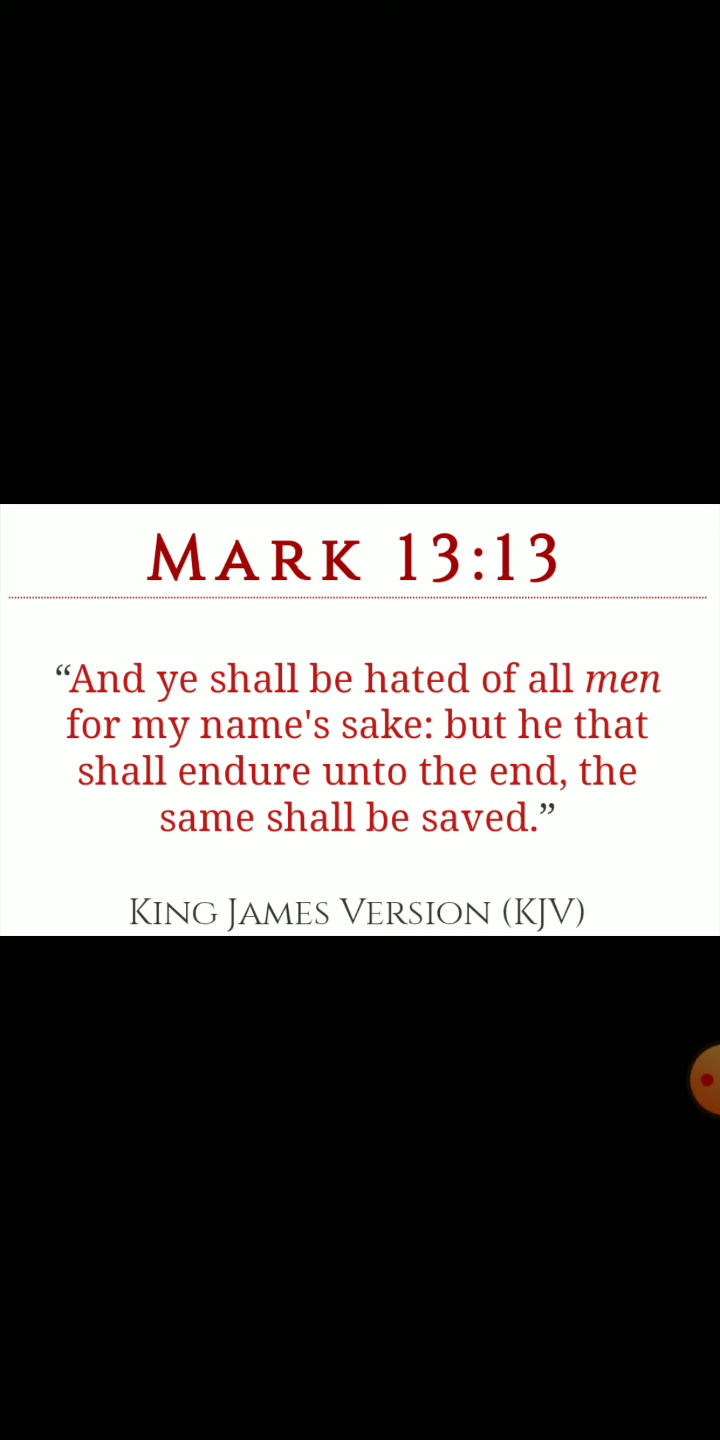 Mark 13:13
“And ye shall be hated of all men
for my name's sake: but he that
shall endure unto the end, the
same shall be saved.”
King James Version (KJV)